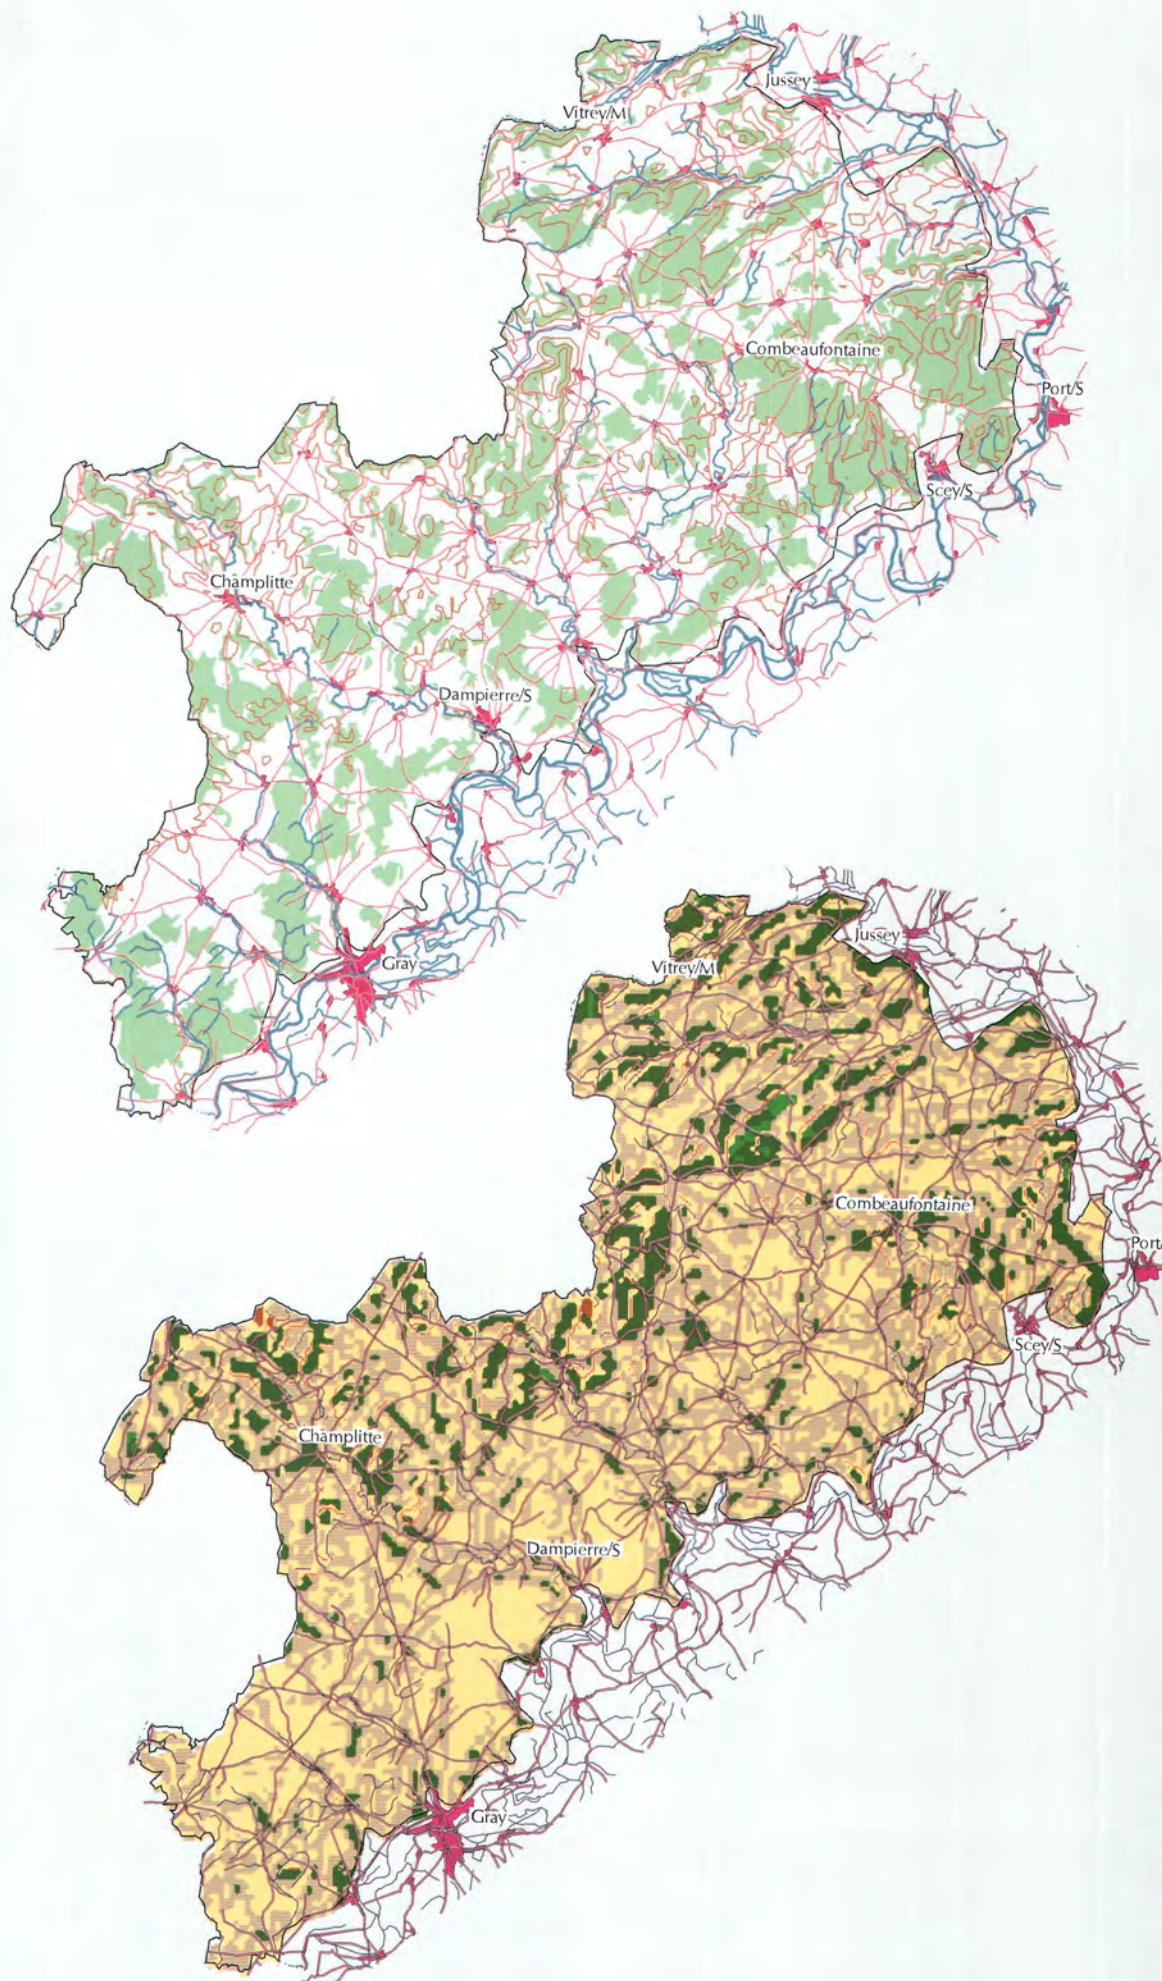 Jussey
Vitrey/M
Combeaufontaine
Port/S
Scey/S
Champlitte
Dampierre/S
Gray
Jussey
Vitrey/M
Combeaufontaine
Port/
Scey/S
Champlitte
Dampierre/S
Gray